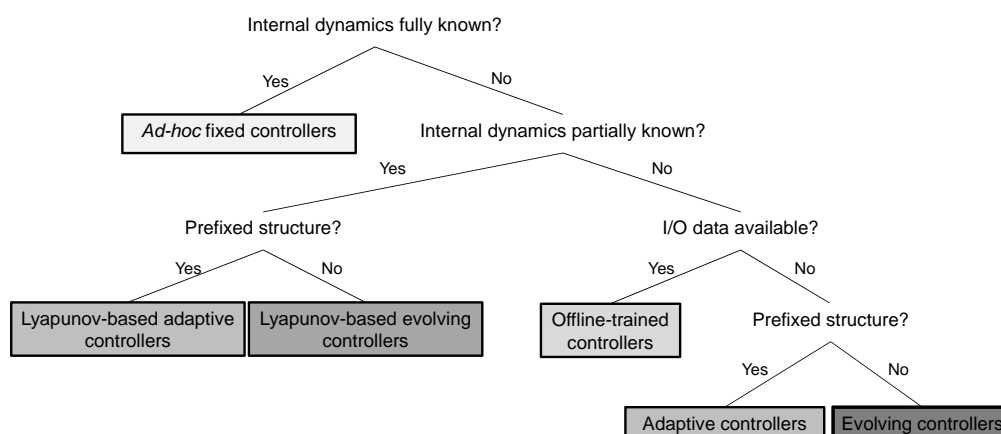 Internal dynamics fully known?
Yes
No
Ad-hoc fixed controllers
Internal dynamics partially known?
Yes
No
Prefixed structure?
I/O data available?
Yes
No
Yes
No
Lyapunov-based adaptive
controllers
Lyapunov-based evolving
controllers
Offline-trained
controllers
Prefixed structure?
Yes
No
Adaptive controllers
Evolving controllers